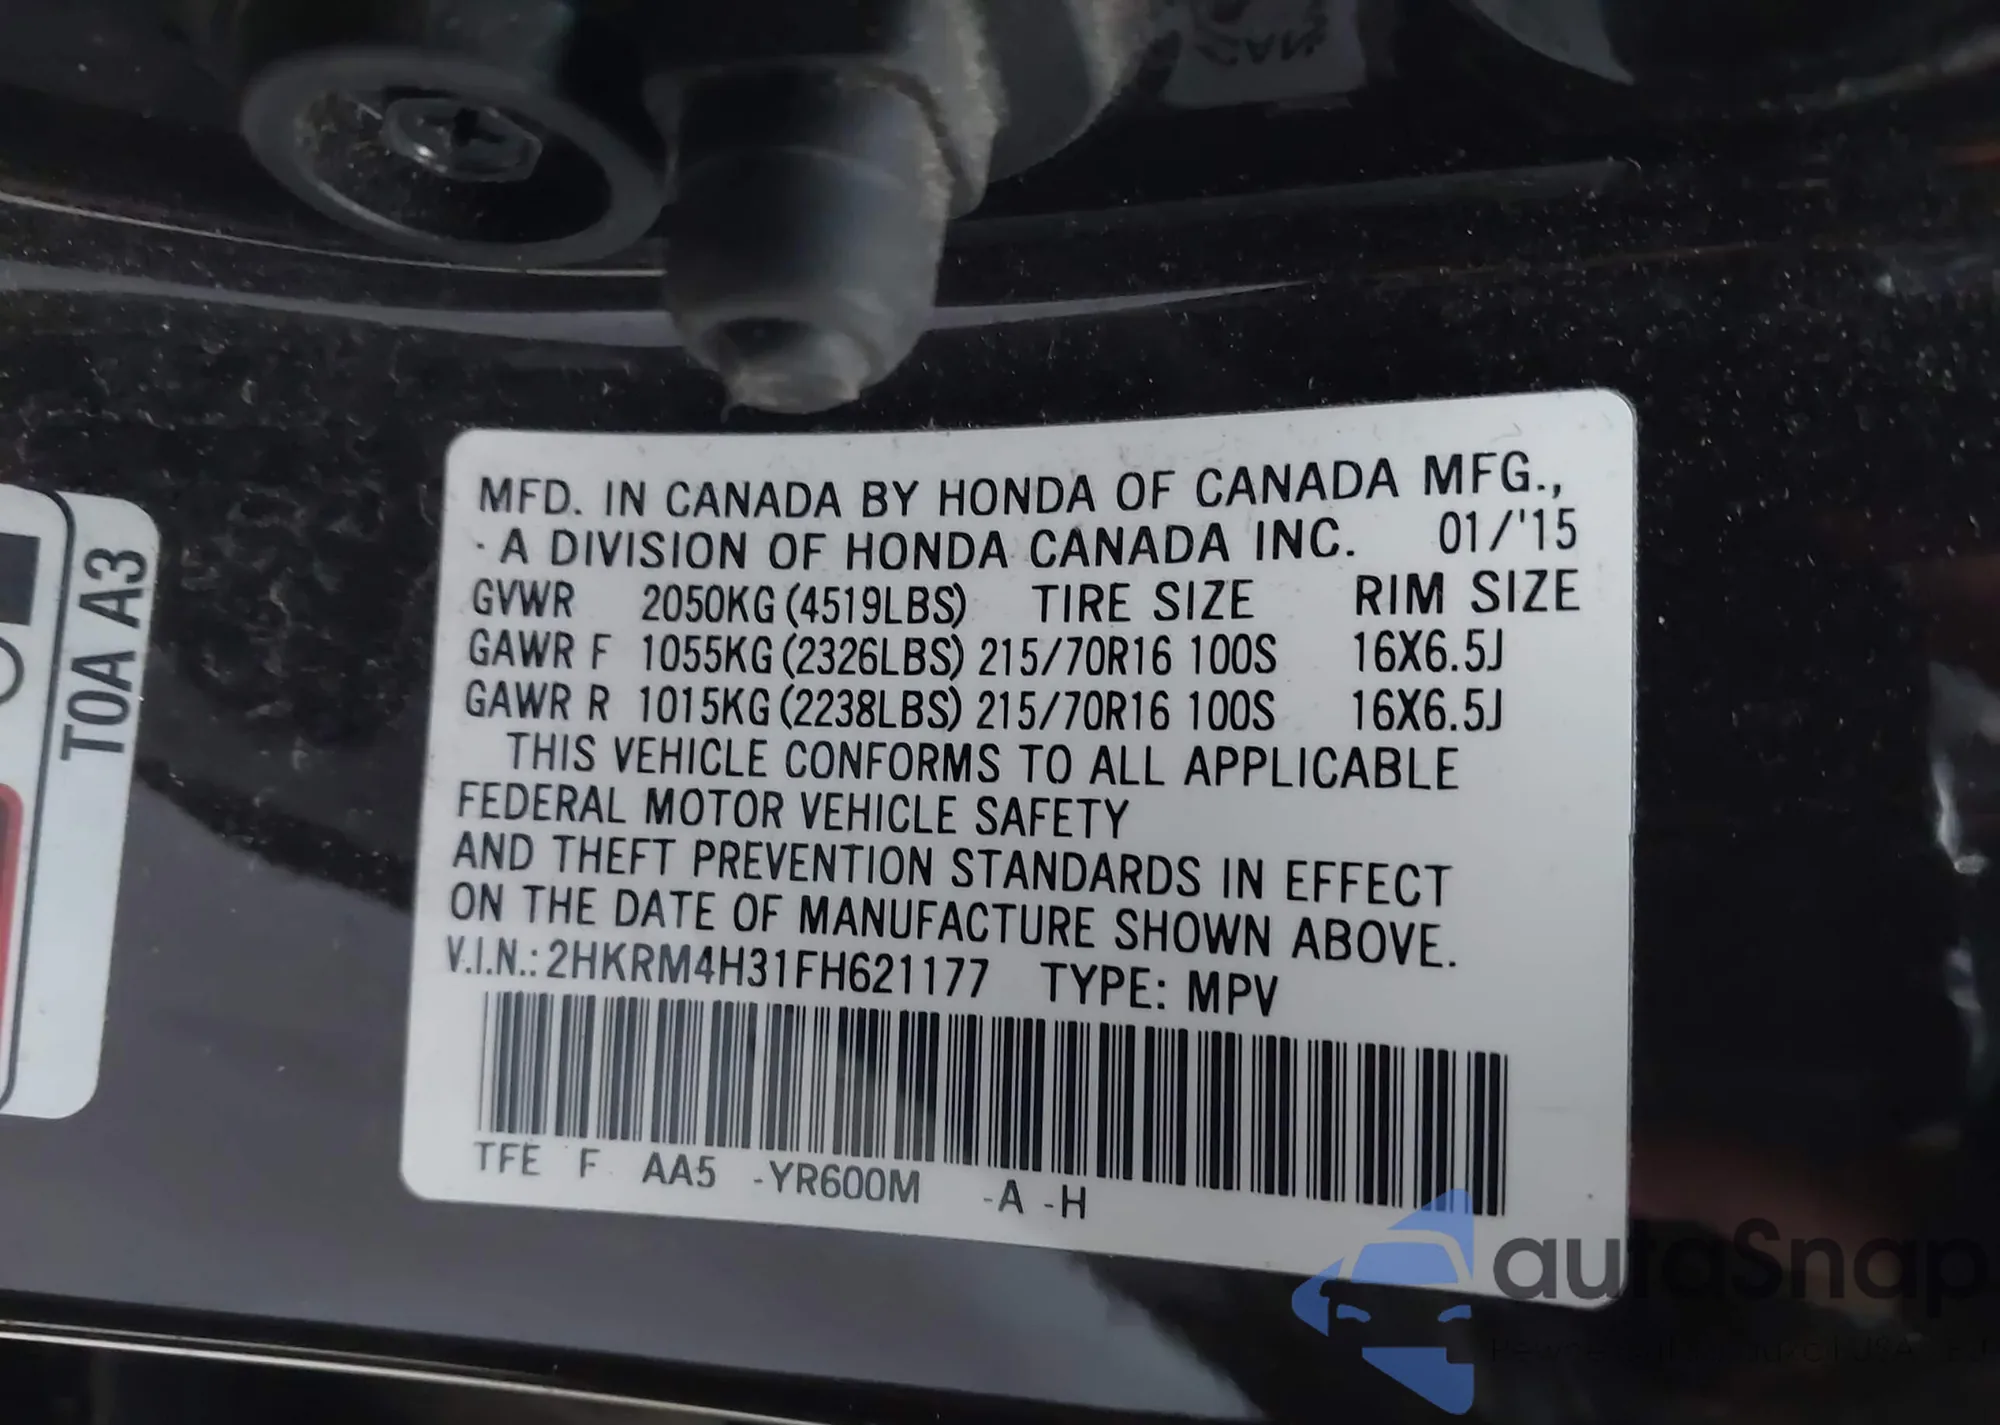 MFD. IN CANADA BY HONDA OF CANADA MFG.,
A DIVISION OF HONDA CANADA INC. 01/'15
GVWR 2050KG (4519LBS) TIRE SIZE RIM SIZE
GAWR F 1055KG (2326LBS) 215/70R16 100S 16X6.5J
GAWR R 1015KG (2238LBS) 215/70R16 100S 16X6.5J
THIS VEHICLE CONFORMS TO ALL APPLICABLE
FEDERAL MOTOR VEHICLE SAFETY
AND THEFT PREVENTION STANDARDS IN EFFECT
ON THE DATE OF MANUFACTURE SHOWN ABOVE.
V.I.N.: 2HKRM4H31FH621177 TYPE: MPV
TFE F AA5 -YR600M -A -H
T0A A3
autoSnap